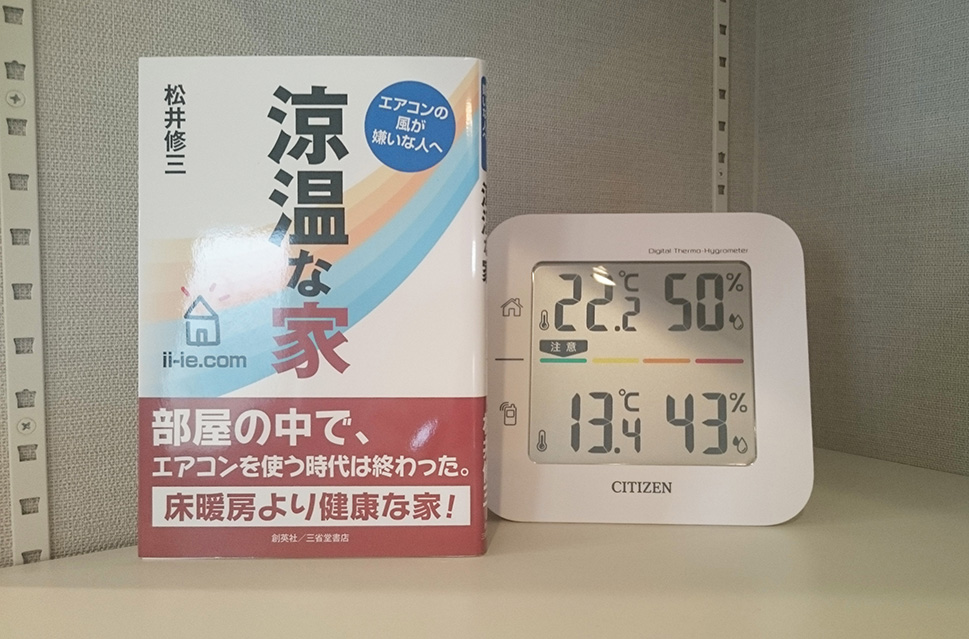 松井修三
涼温な家
エアコンの
風が
嫌いな人へ
ii-ie.com
部屋の中で、
エアコンを使う時代は終わった。
床暖房より健康な家!
創英社/三省堂書店
Digital Thermo-Hygrometer
22.2℃ 50%
注意
13.4℃ 43%
CITIZEN